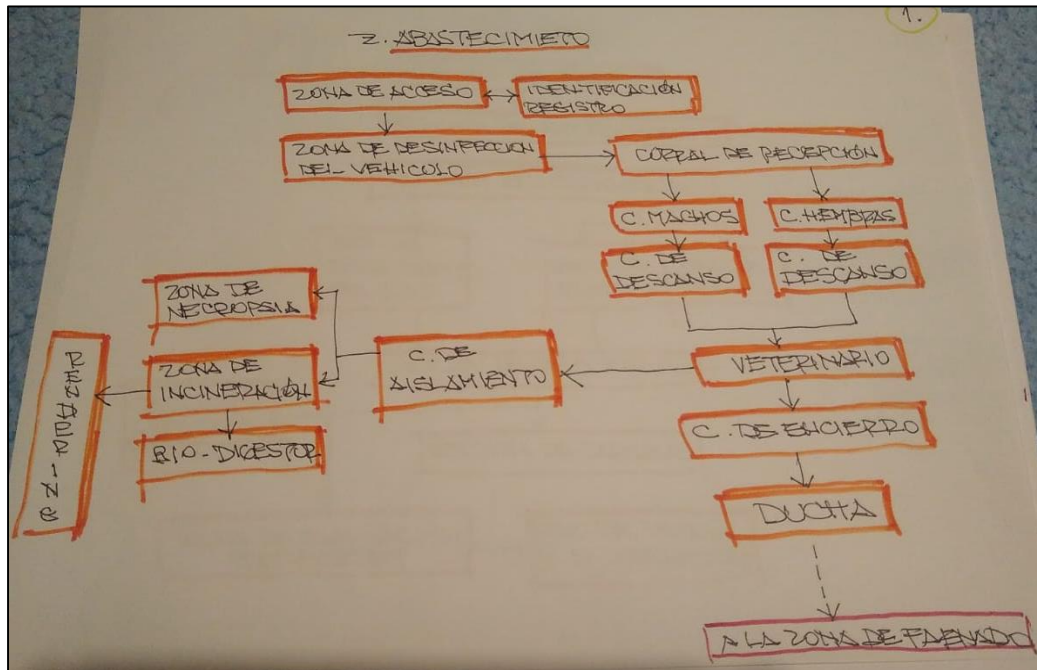 1.
Z. ABASTECIMIETO
ZONA DE ACCESO
IDENTIFICACIÓN
REGISTRO
ZONA DE DESINFECCION
DEL VEHICULO
CORRAL DE RECEPCIÓN
C. MACHOS
C. HEMBRAS
C. DE
DESCANSO
C. DE
DESCANSO
VETERINARIO
C. DE
AISLAMIENTO
ZONA DE
NECROPSIA
ZONA DE
INCINERACIÓN
BIO-DIGESTOR
C. DE ENCIERRO
DUCHA
A LA ZONA DE FAENADO